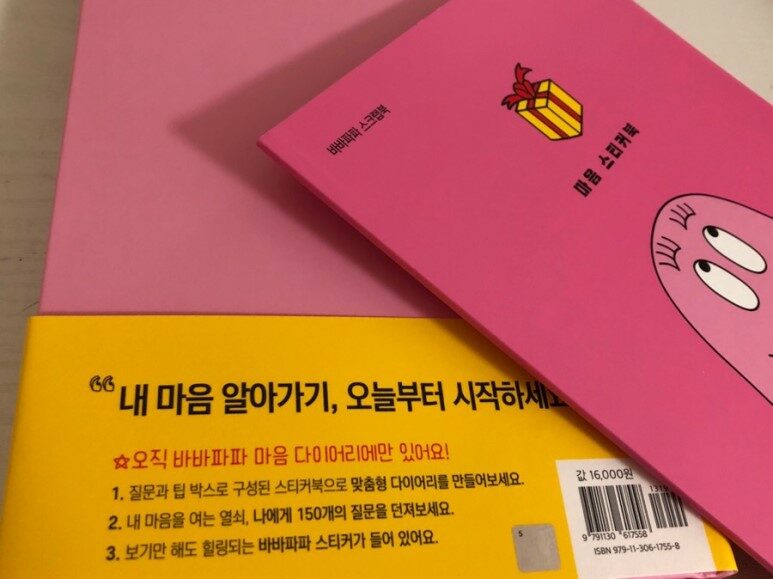 바바파파 스크랩북
마음 스티커북
“내 마음 알아가기, 오늘부터 시작하세요
☆오직 바바파파 마음 다이어리에만 있어요!
1. 질문과 팁 박스로 구성된 스티커북으로 맞춤형 다이어리를 만들어보세요.
2. 내 마음을 여는 열쇠, 나에게 150개의 질문을 던져보세요.
3. 보기만 해도 힐링되는 바바파파 스티커가 들어 있어요.
5
값 16,000원
9 791130 617558
ISBN 979-11-306-1755-8